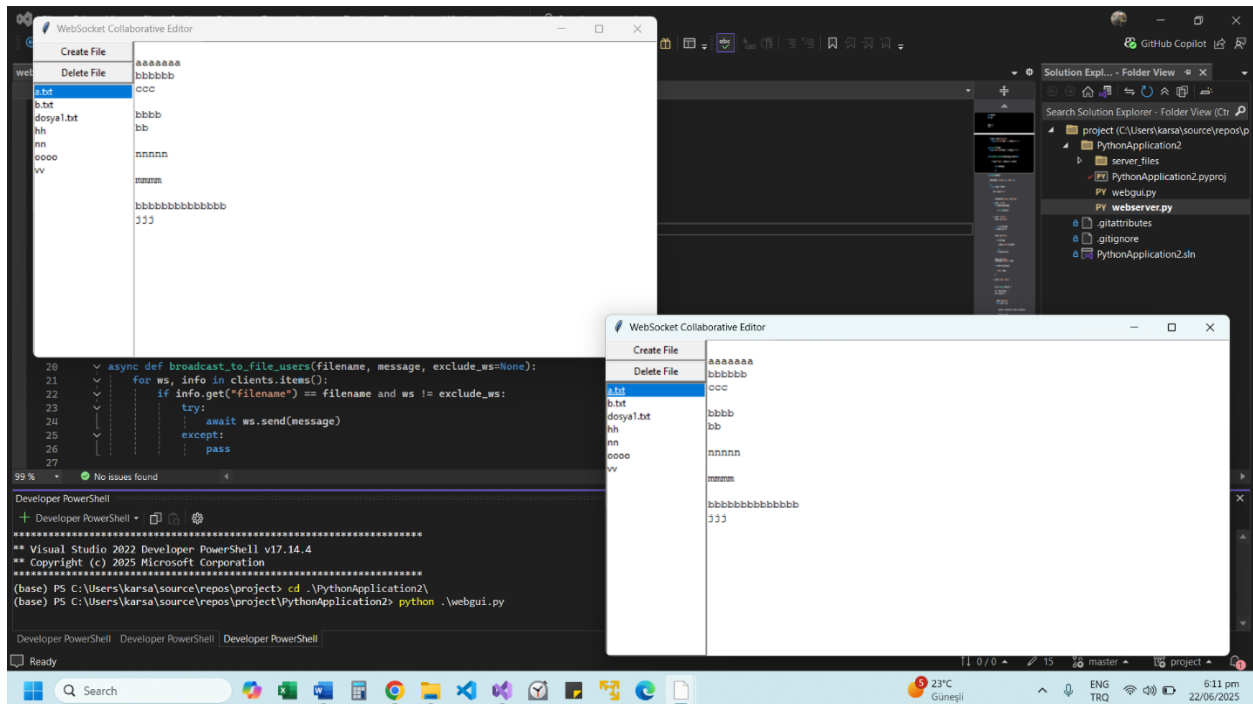 WebSocket Collaborative Editor
Create File
Delete File
a.txt
b.txt
dosya1.txt
hh
nn
oooo
vv
aaaaaaa
bbbbbb
ccc
bbbb
bb
nnnnn
mmmm
bbbbbbbbbbbbbb
jjj
GitHub Copilot
Solution Expl... - Folder View
Search Solution Explorer - Folder View (Ctr
project (C:\Users\karsa\source\repos\p
PythonApplication2
server_files
PythonApplication2.pyproj
PY webgui.py
PY webserver.py
.gitattributes
.gitignore
PythonApplication2.sln
WebSocket Collaborative Editor
Create File
Delete File
a.txt
b.txt
dosya1.txt
hh
nn
oooo
vv
aaaaaaa
bbbbbb
ccc
bbbb
bb
nnnnn
mmmm
bbbbbbbbbbbbbb
jjj
20 async def broadcast_to_file_users(filename, message, exclude_ws=None):
21 for ws, info in clients.items():
22 if info.get("filename") == filename and ws != exclude_ws:
23 try:
24 await ws.send(message)
25 except:
26 pass
27
99 % No issues found
Developer PowerShell
+ Developer PowerShell
**********************************************************************
** Visual Studio 2022 Developer PowerShell v17.14.4
** Copyright (c) 2025 Microsoft Corporation
**********************************************************************
(base) PS C:\Users\karsa\source\repos\project> cd .\PythonApplication2\
(base) PS C:\Users\karsa\source\repos\project\PythonApplication2> python .\webgui.py
Developer PowerShell Developer PowerShell Developer PowerShell
Ready
0 / 0 15 master project 1
Search
5 23°C
Güneşli
ENG
TRQ
6:11 pm
22/06/2025